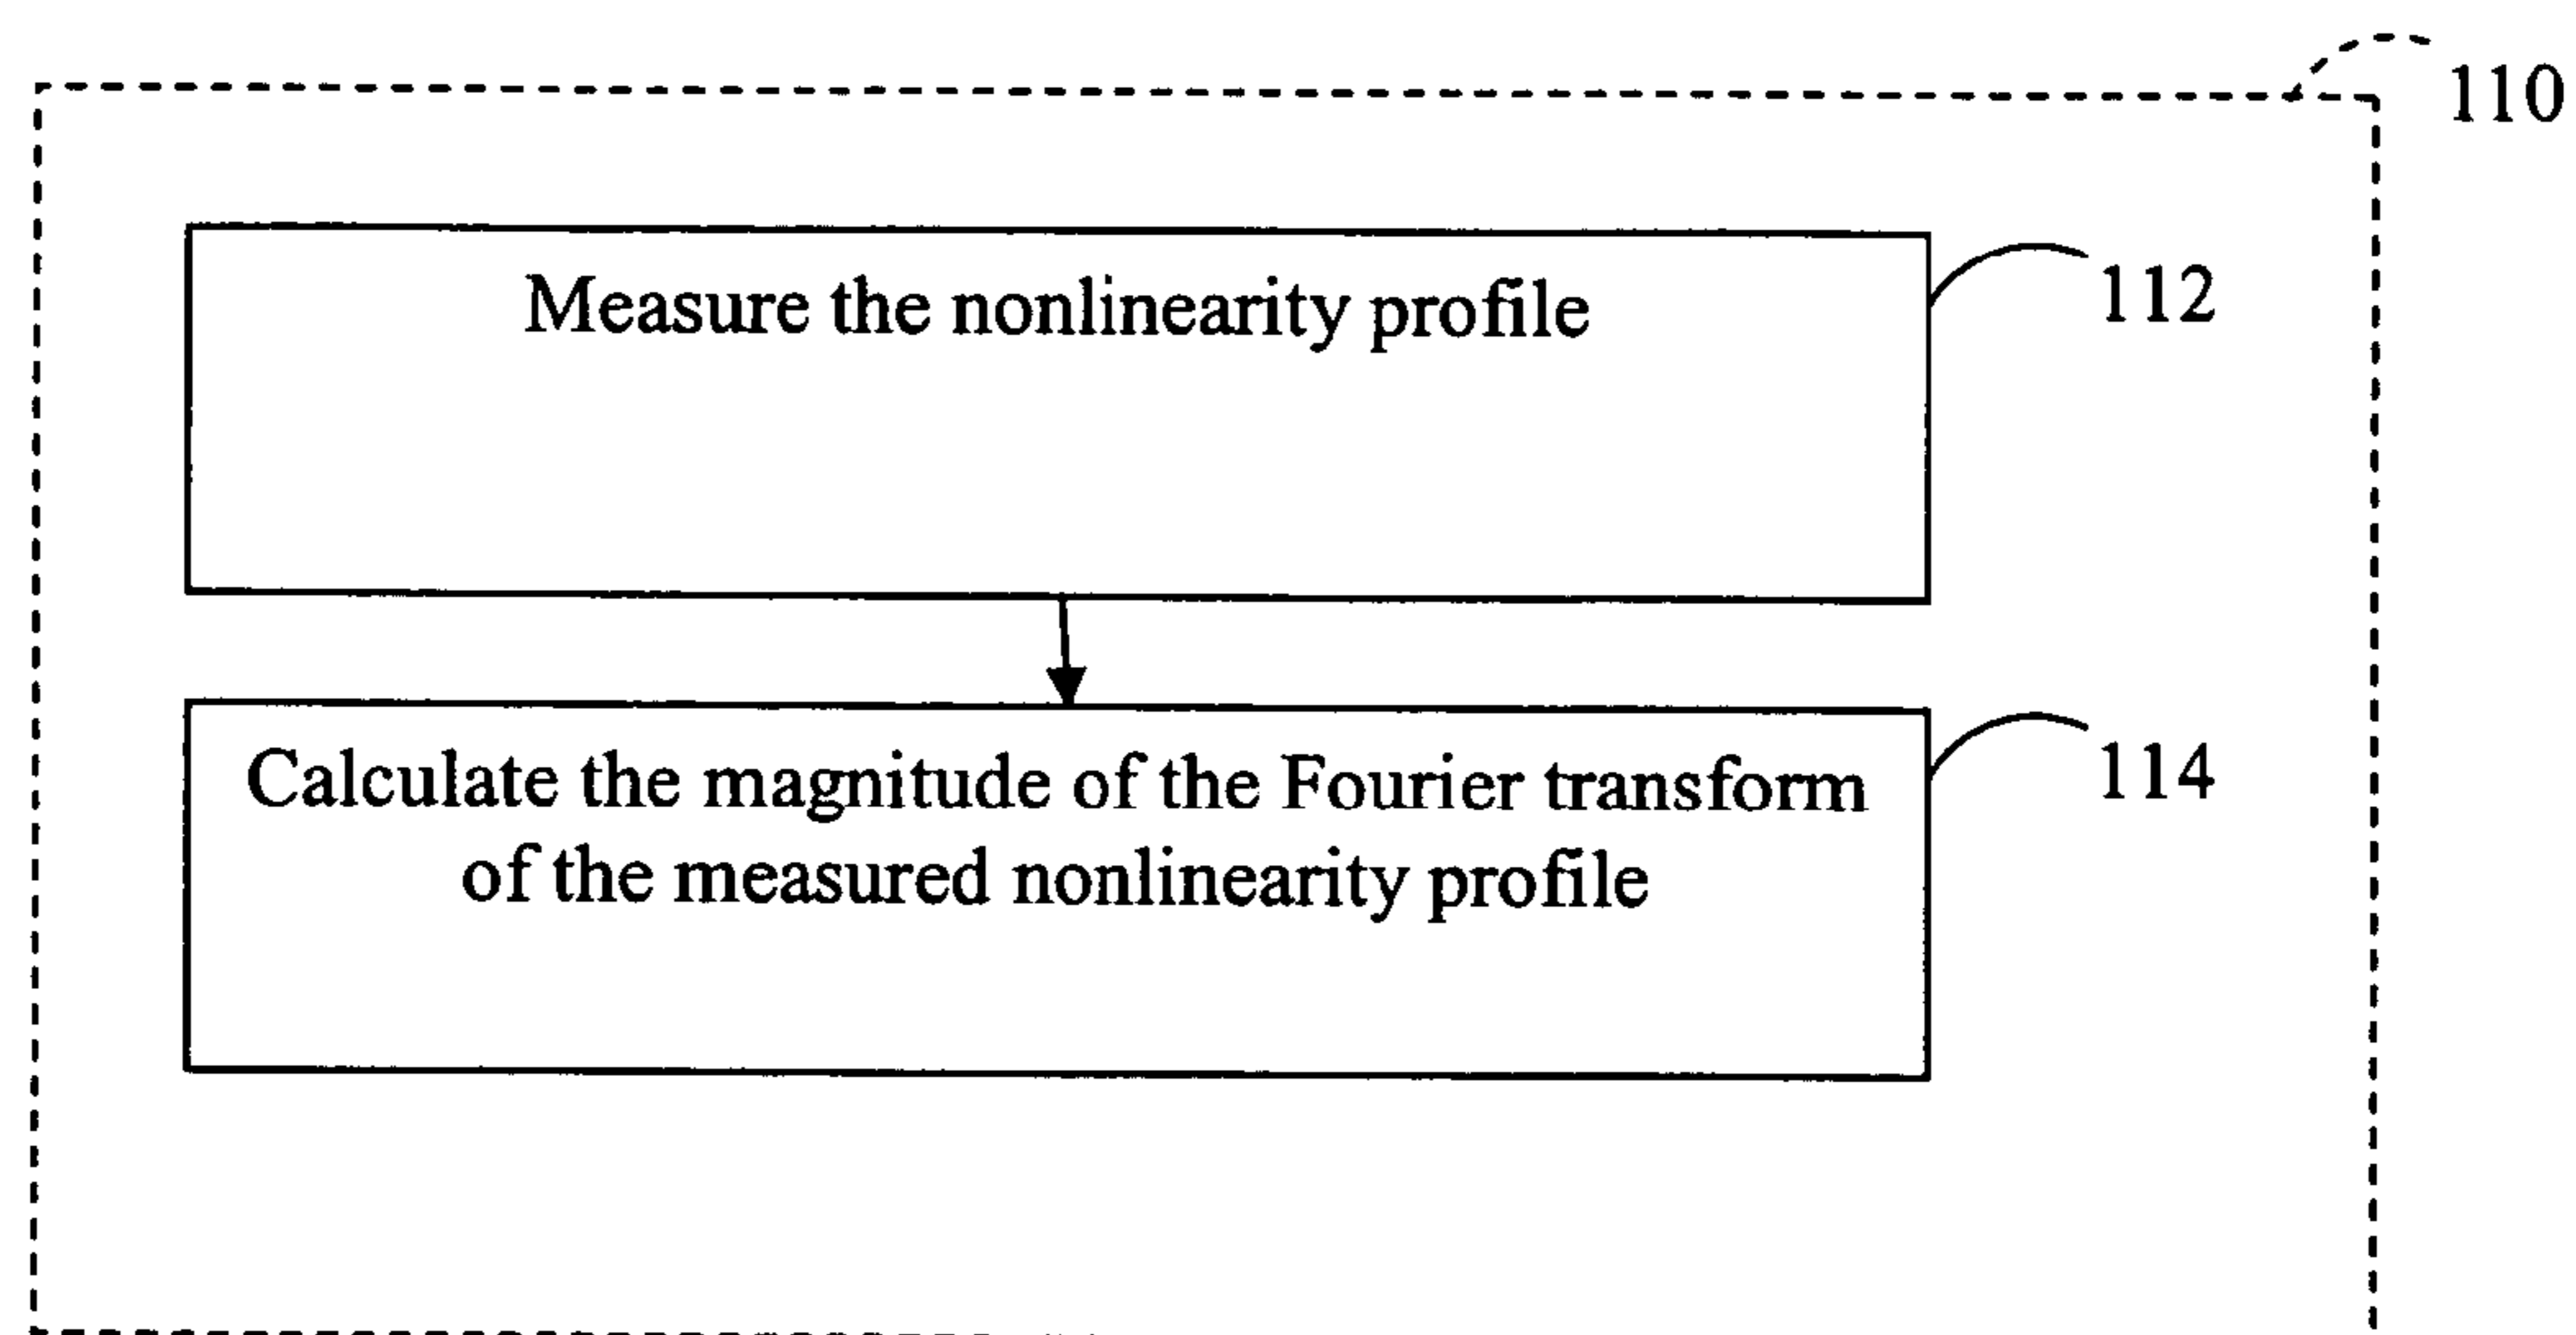 110
Measure the nonlinearity profile
112
Calculate the magnitude of the Fourier transform
of the measured nonlinearity profile
114